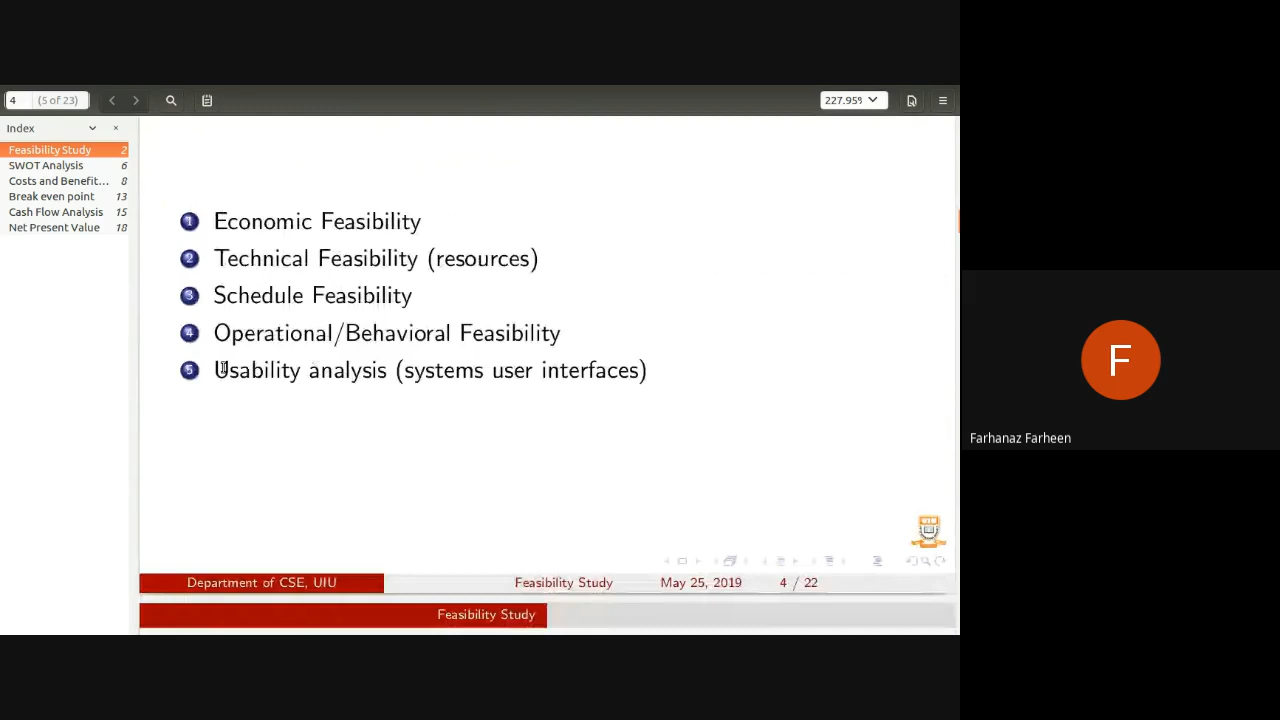 4 (5 of 23)
227.95%
Index
Feasibility Study 2
SWOT Analysis 6
Costs and Benefit... 8
Break even point 13
Cash Flow Analysis 15
Net Present Value 18
1 Economic Feasibility
2 Technical Feasibility (resources)
3 Schedule Feasibility
4 Operational/Behavioral Feasibility
5 Usability analysis (systems user interfaces)
Department of CSE, UIU Feasibility Study May 25, 2019 4 / 22
Feasibility Study
F
Farhanaz Farheen